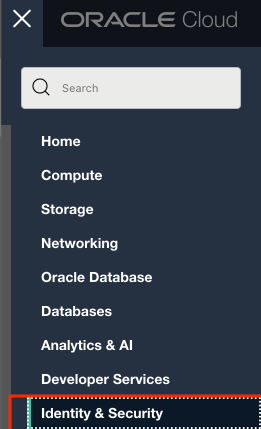 ORACLE Cloud
Search
Home
Compute
Storage
Networking
Oracle Database
Databases
Analytics & AI
Developer Services
Identity & Security